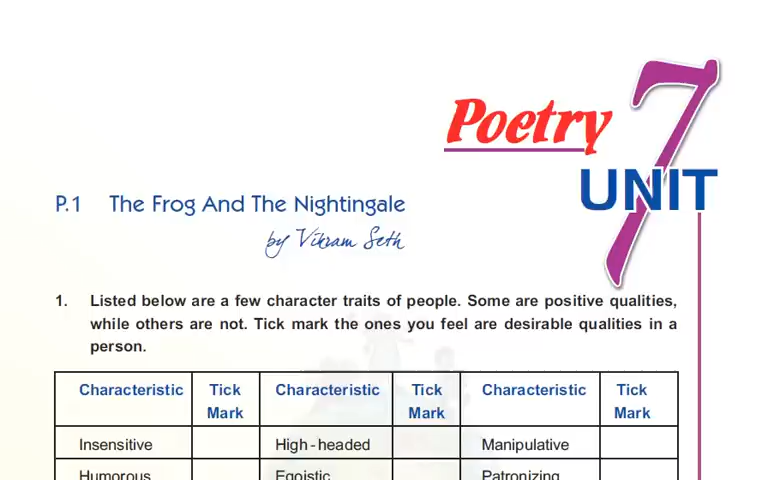 Poetry 7
UNIT
P.1 The Frog And The Nightingale
by Vikram Seth
1. Listed below are a few character traits of people. Some are positive qualities,
while others are not. Tick mark the ones you feel are desirable qualities in a
person.
Characteristic Tick Mark Characteristic Tick Mark Characteristic Tick Mark
Insensitive High-headed Manipulative
Humorous Egoistic Patronizing